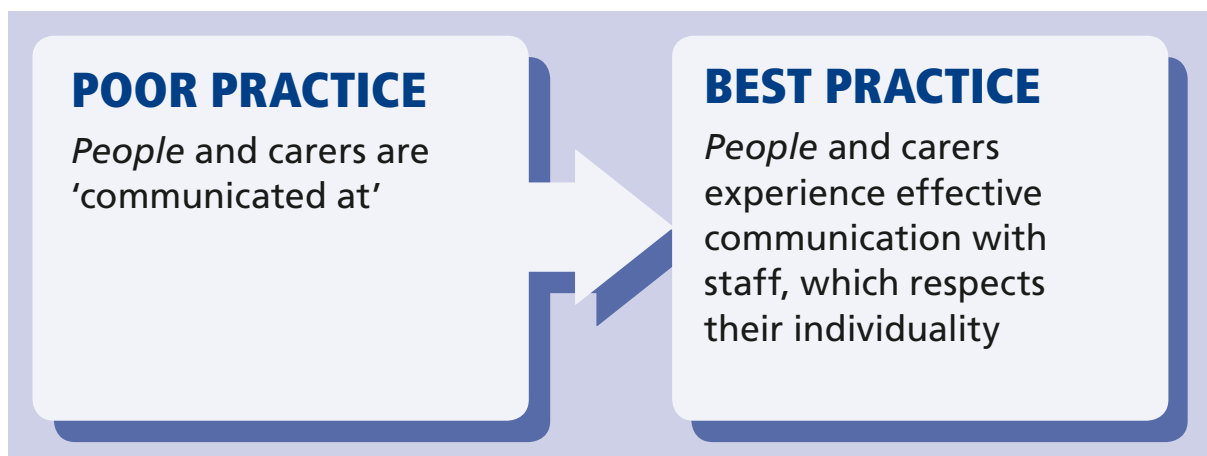 POOR PRACTICE
People and carers are
‘communicated at’
BEST PRACTICE
People and carers
experience effective
communication with
staff, which respects
their individuality